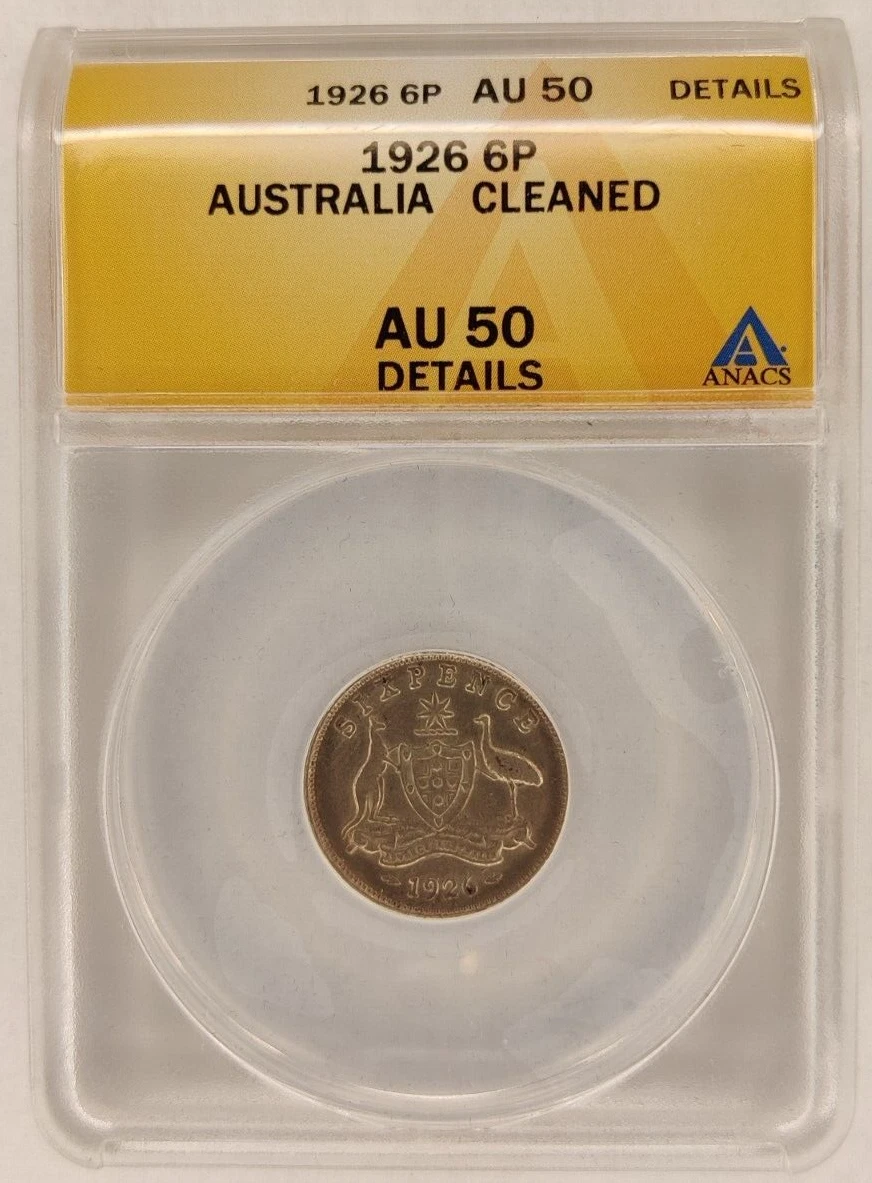 1926 6P AU 50 DETAILS
1926 6P
AUSTRALIA CLEANED
AU 50
DETAILS
ANACS
SIXPENCE
1926